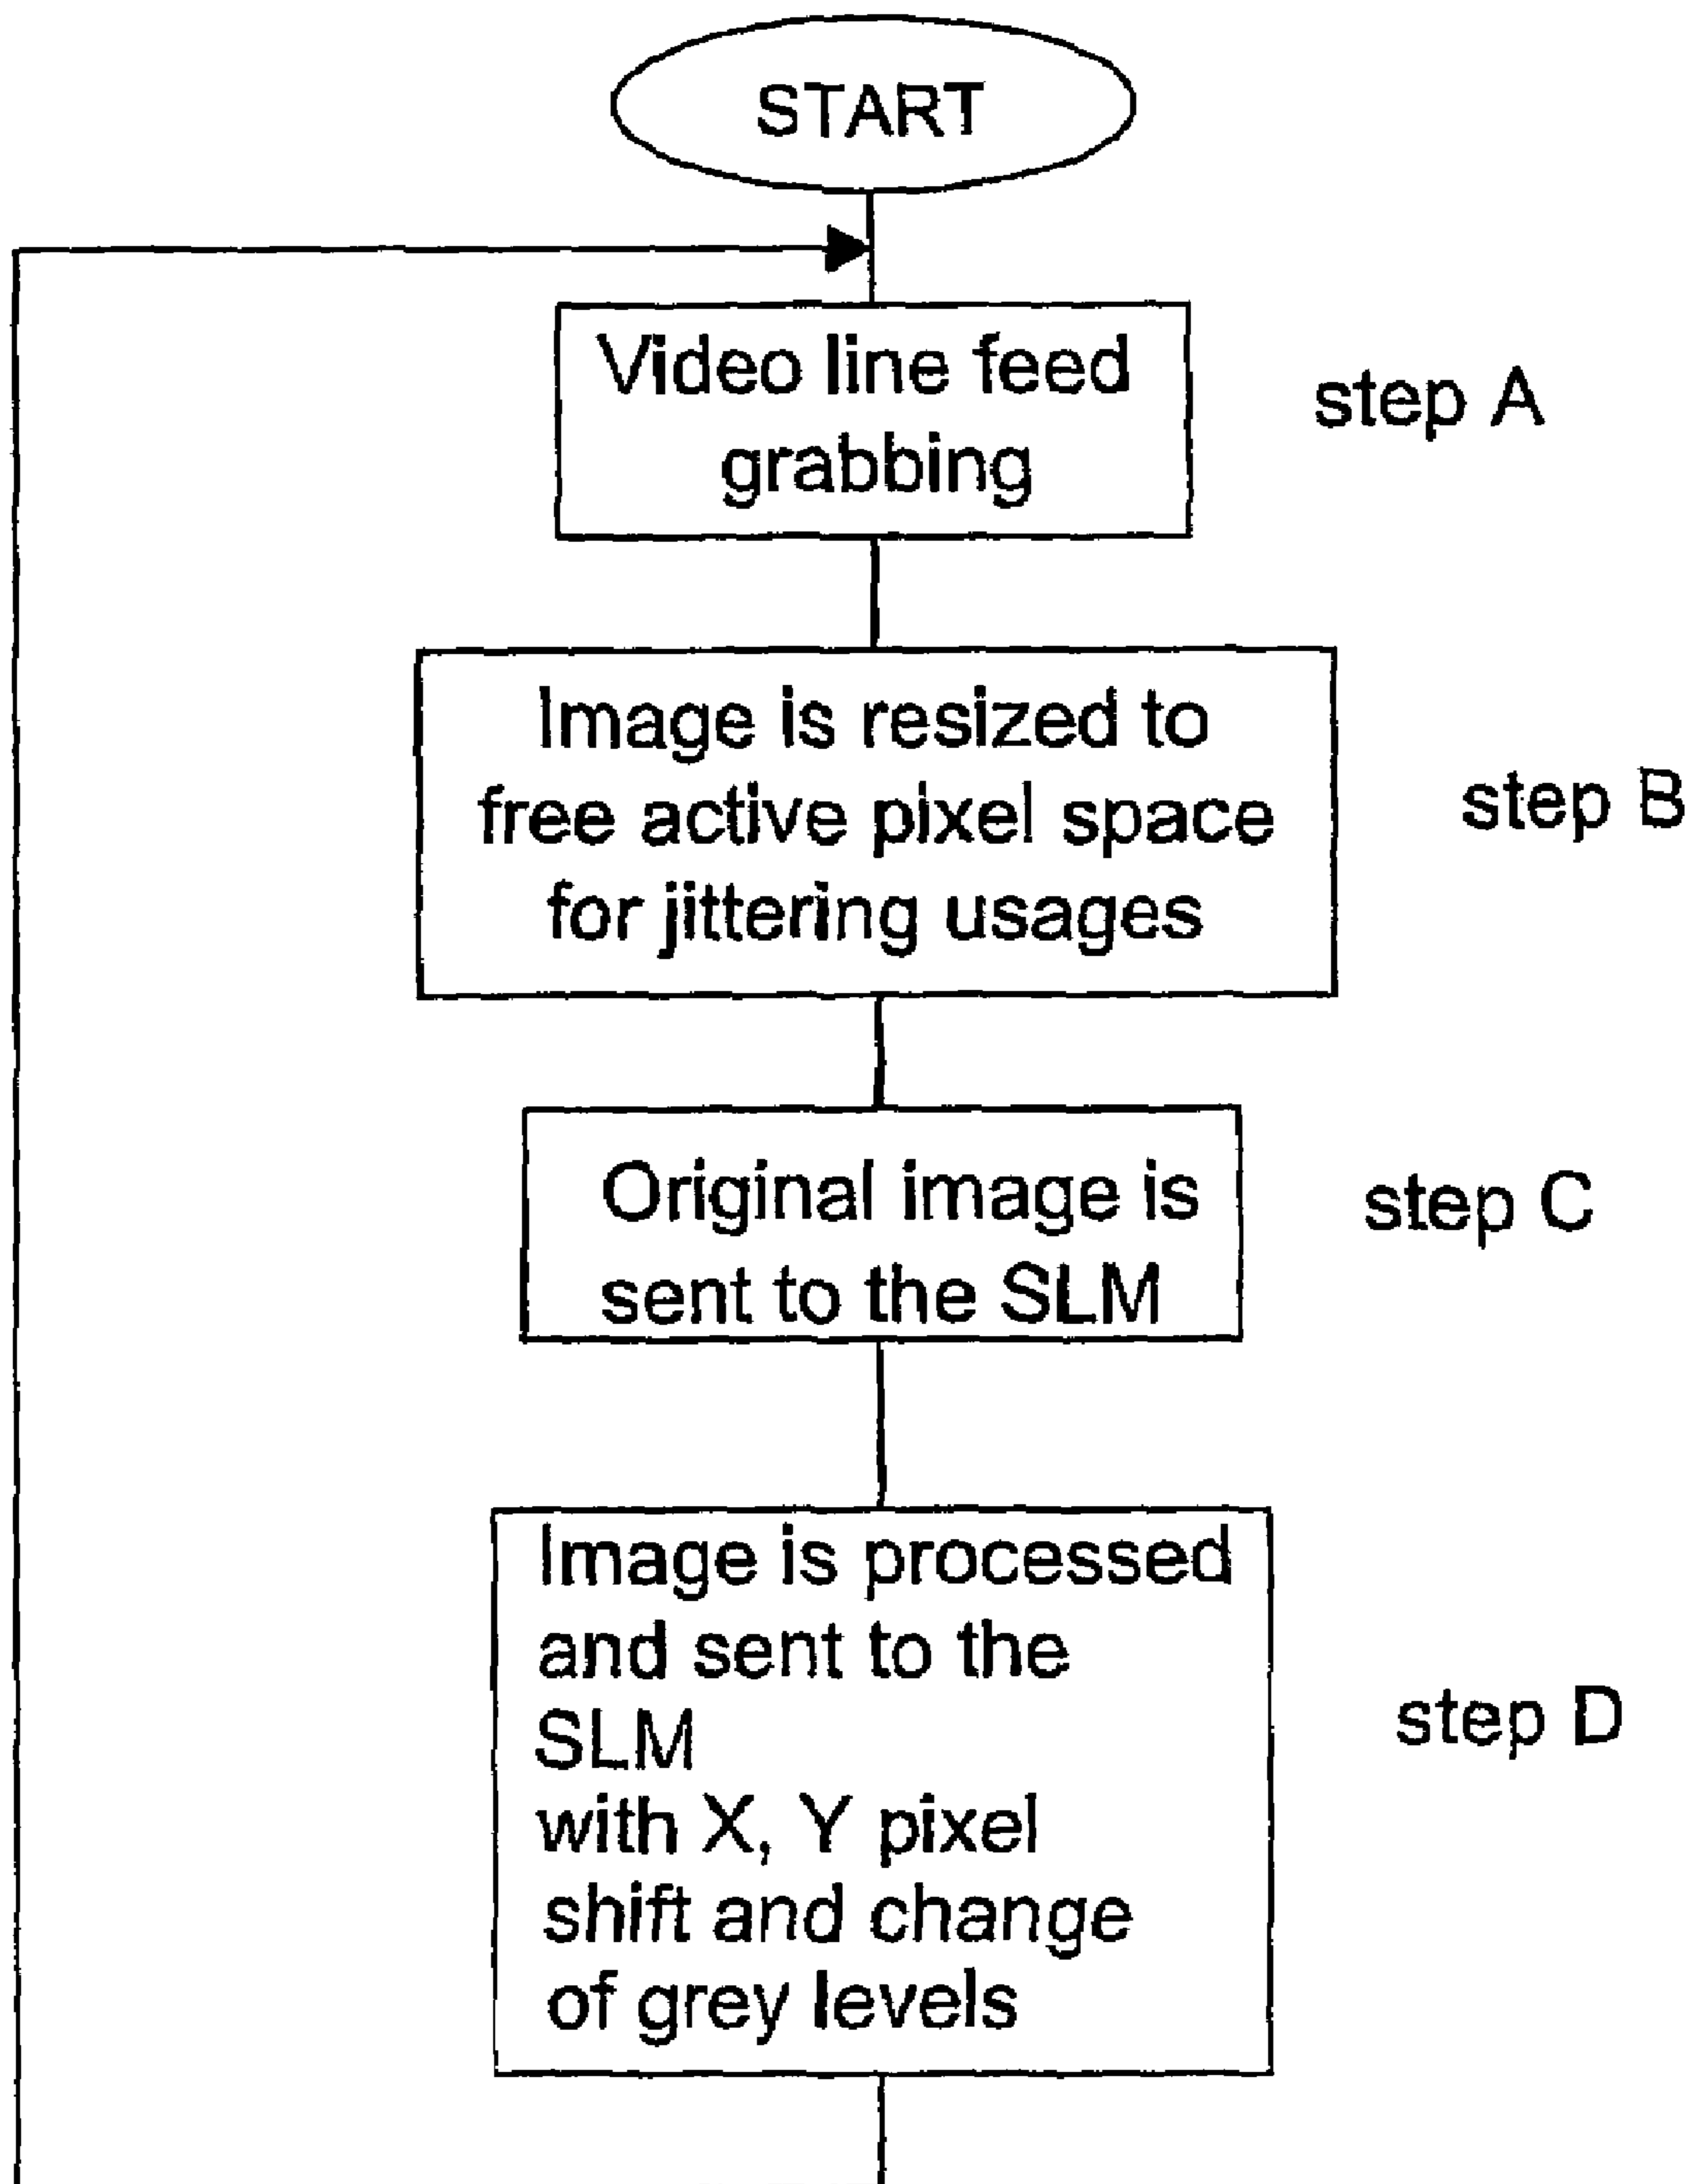 START
Video line feed
grabbing
step A
Image is resized to
free active pixel space
for jittering usages
step B
Original image is
sent to the SLM
step C
Image is processed
and sent to the
SLM
with X, Y pixel
shift and change
of grey levels
step D